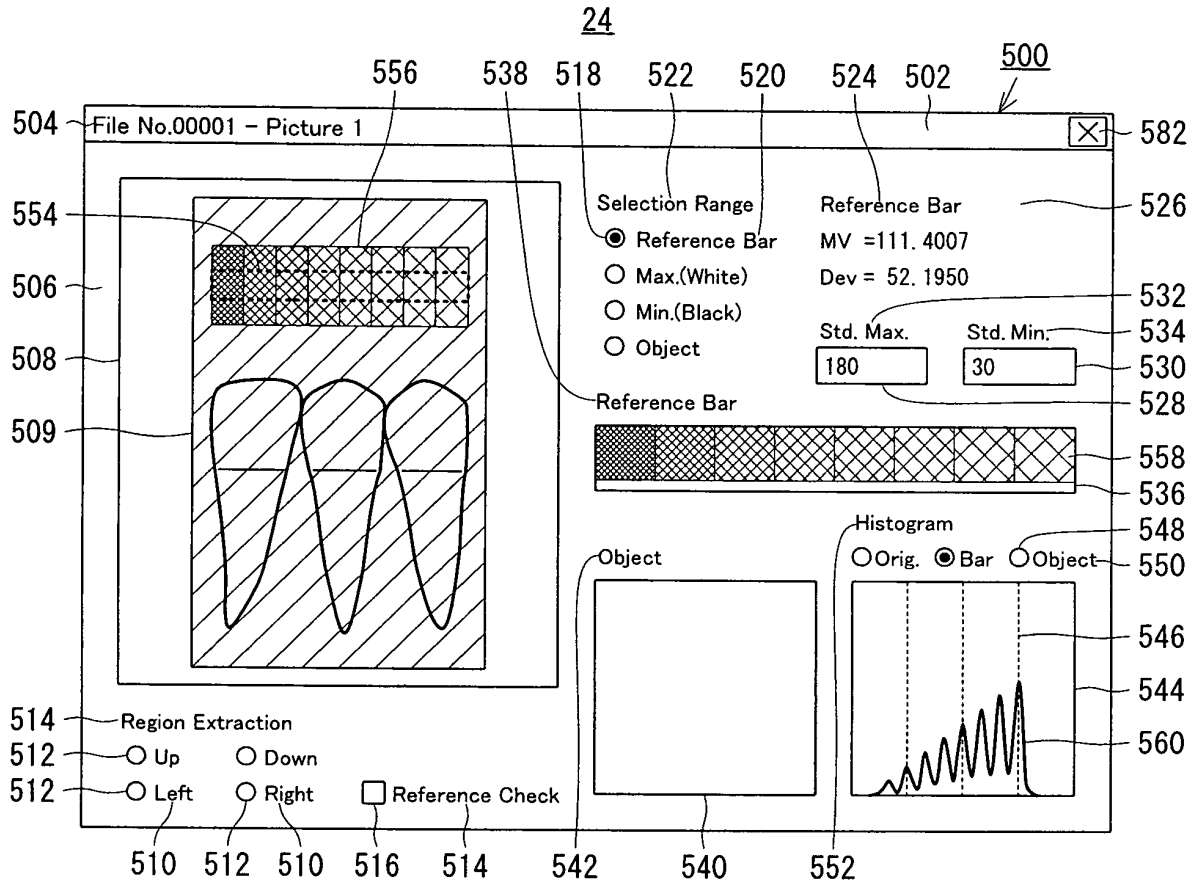 24
556 538 518 522 520 524 502 500
504 File No.00001 - Picture 1 582
554 Selection Range Reference Bar 526
Reference Bar MV =111.4007
506 Max.(White) Dev= 52.1950
Min.(Black) Std. Max. Std. Min. 532
534
508 Object 180 30 530
Reference Bar 528
509
558
536
Histogram 548
Object Orig. Bar Object 550
546
544
514 Region Extraction 560
512 Up Down
512 Left Right Reference Check
510 512 510 516 514 542 540 552